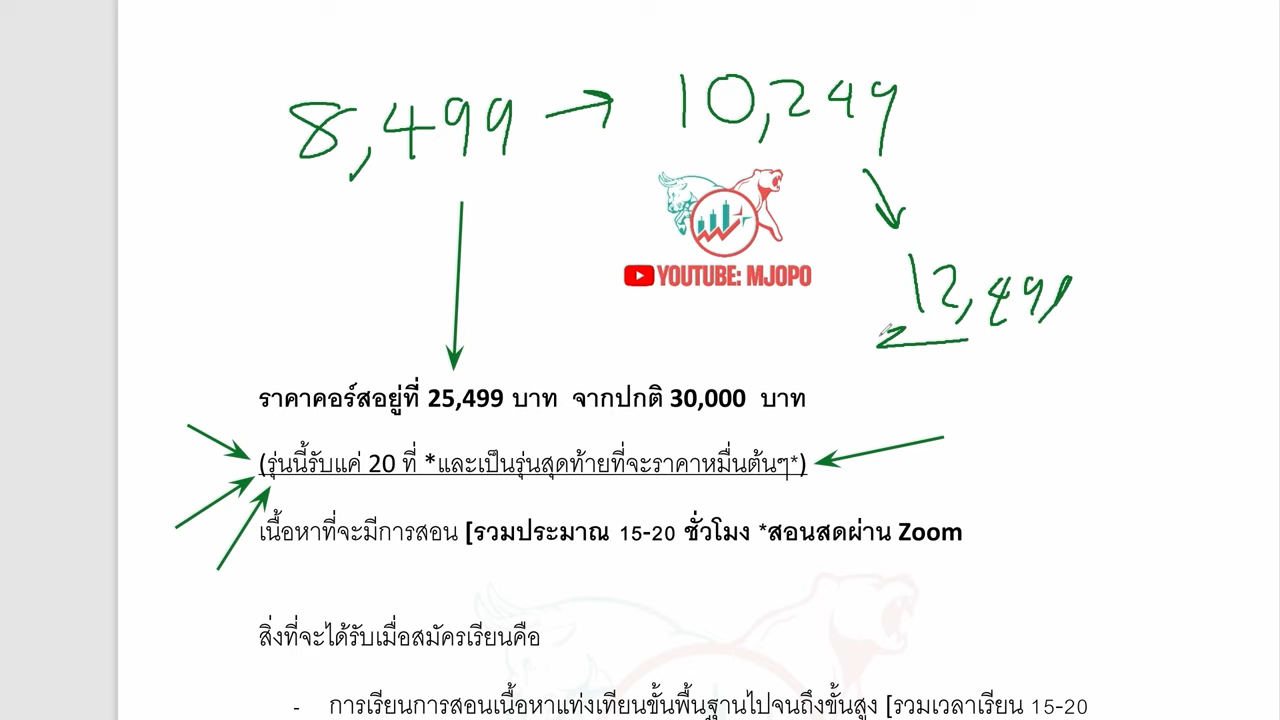 8,499 → 10,249
YOUTUBE: MJOPO
12,499
ราคาคอร์สอยู่ที่ 25,499 บาท จากปกติ 30,000 บาท
(รุ่นนี้รับแค่ 20 ที่ *และเป็นรุ่นสุดท้ายที่จะราคาหมื่นต้นๆ*)
เนื้อหาที่จะมีการสอน [รวมประมาณ 15-20 ชั่วโมง *สอนสดผ่าน Zoom
สิ่งที่จะได้รับเมื่อสมัครเรียนคือ
- การเรียนการสอนเนื้อหาแท่งเทียนขั้นพื้นฐานไปจนถึงขั้นสูง [รวมเวลาเรียน 15-20